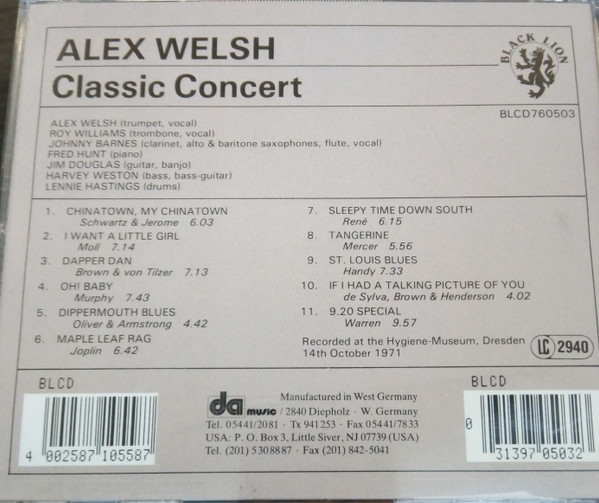 ALEX WELSH
Classic Concert
BLACK LION
BLCD760503
ALEX WELSH (trumpet, vocal)
ROY WILLIAMS (trombone, vocal)
JOHNNY BARNES (clarinet, alto & baritone saxophones, flute, vocal)
FRED HUNT (piano)
JIM DOUGLAS (guitar, banjo)
HARVEY WESTON (bass, bass-guitar)
LENNIE HASTINGS (drums)
1. CHINATOWN, MY CHINATOWN
Schwartz & Jerome 6.03
2. I WANT A LITTLE GIRL
Moll 7.14
3. DAPPER DAN
Brown & von Tilzer 7.13
4. OH! BABY
Murphy 7.43
5. DIPPERMOUTH BLUES
Oliver & Armstrong 4.42
6. MAPLE LEAF RAG
Joplin 6.42
7. SLEEPY TIME DOWN SOUTH
René 6.15
8. TANGERINE
Mercer 5.56
9. ST. LOUIS BLUES
Handy 7.33
10. IF I HAD A TALKING PICTURE OF YOU
de Sylva, Brown & Henderson 4.02
11. 9.20 SPECIAL
Warren 9.57
Recorded at the Hygiene-Museum, Dresden
14th October 1971
LC 2940
BLCD
4 002587 105587
da music
Manufactured in West Germany
/ 2840 Diepholz · W. Germany
Tel. 05441/2081 · Tx 941253 · Fax 05441/7833
USA: P. O. Box 3, Little Siver, NJ 07739 (USA)
Tel. (201) 5308887 · Fax (201) 842-5041
BLCD
0 31397 05032